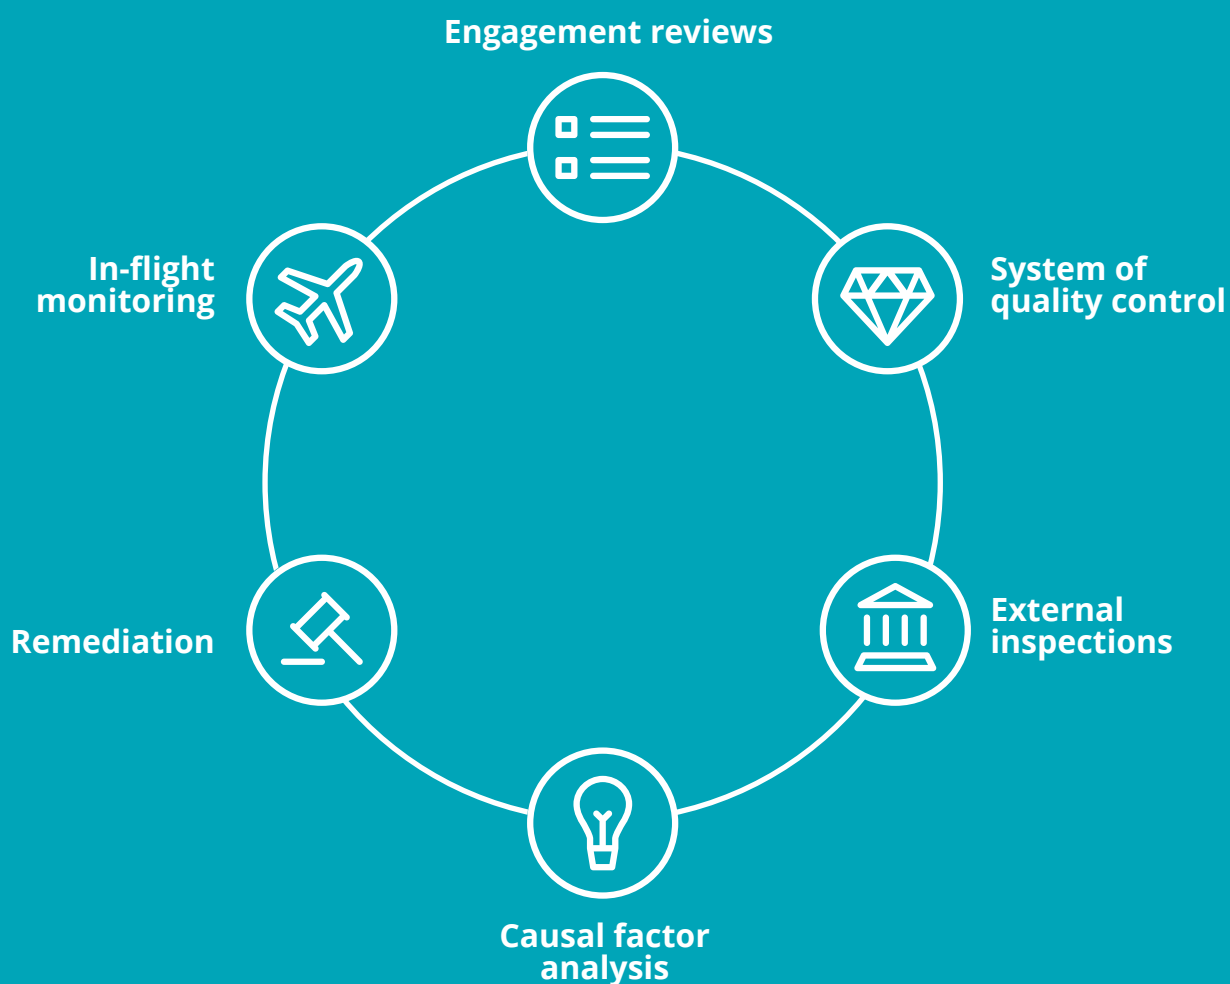 Engagement reviews
In-flight
monitoring
System of
quality control
Remediation
External
inspections
Causal factor
analysis